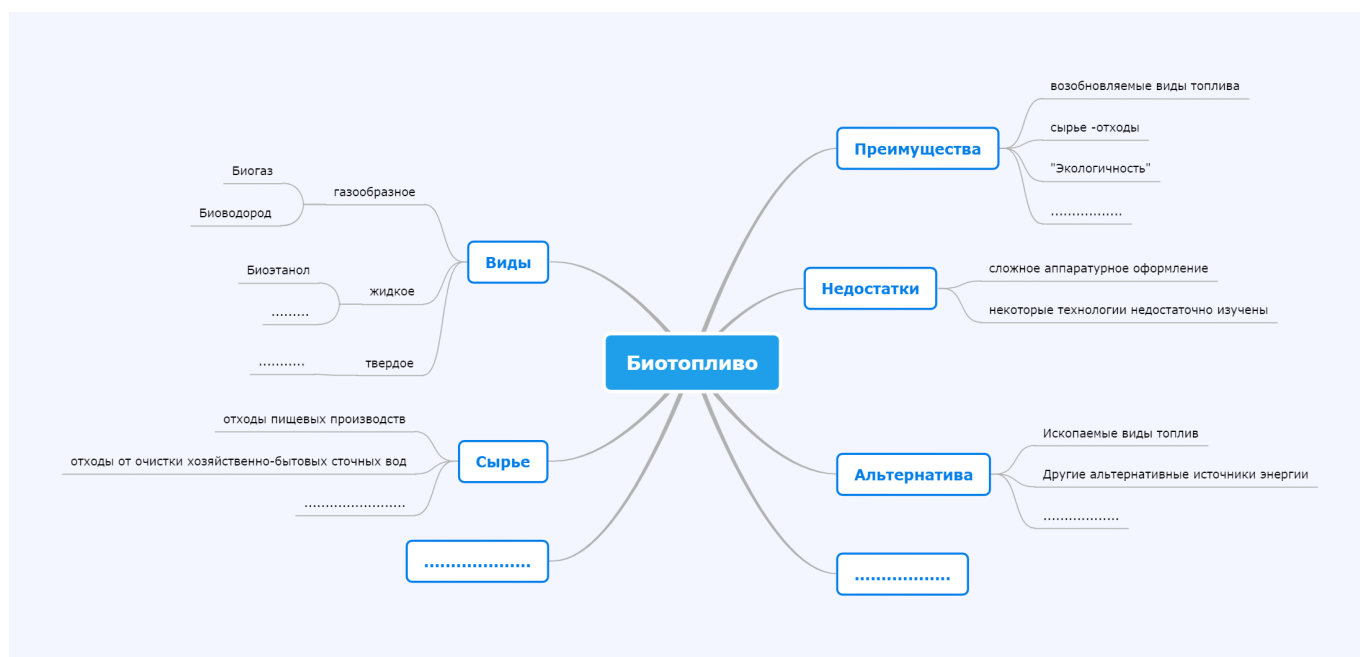 Биотопливо
Преимущества
возобновляемые виды топлива
сырье -отходы
"Экологичность"
.................
Недостатки
сложное аппаратурное оформление
некоторые технологии недостаточно изучены
Альтернатива
Ископаемые виды топлив
Другие альтернативные источники энергии
..................
..................
Виды
газообразное
Биогаз
Биоводород
жидкое
Биоэтанол
.........
твердое
...........
Сырье
отходы пищевых производств
отходы от очистки хозяйственно-бытовых сточных вод
........................
....................